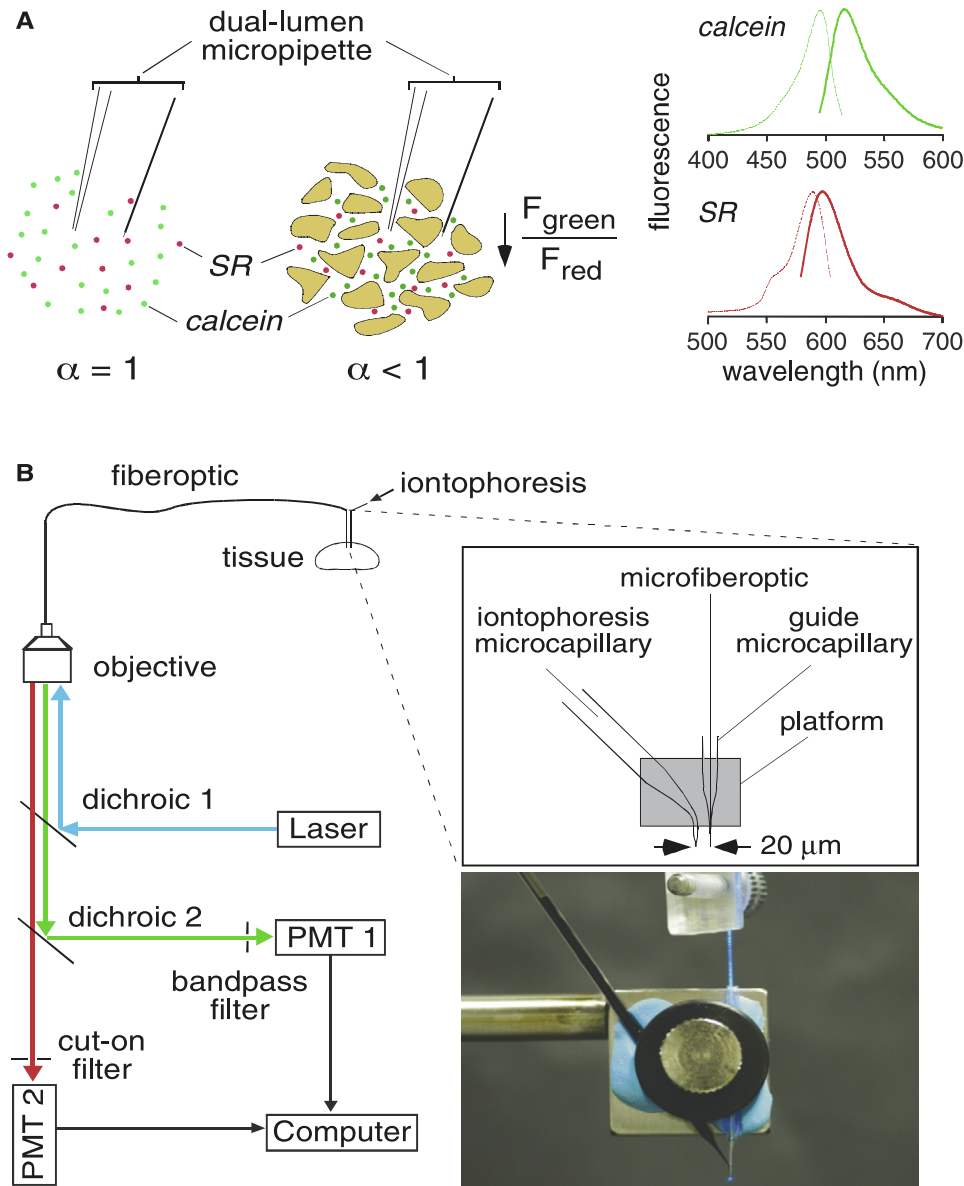 A
dual-lumen
micropipette
SR
calcein
α = 1
α < 1
F green
F red
fluorescence
calcein
400 450 500 550 600
SR
500 550 600 650 700
wavelength (nm)
B
fiberoptic
iontophoresis
tissue
objective
dichroic 1
Laser
dichroic 2
PMT 1
bandpass
filter
cut-on
filter
PMT 2
Computer
microfiberoptic
iontophoresis
microcapillary
guide
microcapillary
platform
20 μm